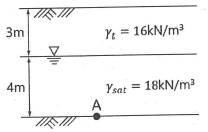 3m
γt = 16kN/m³
4m
γsat = 18kN/m³
A